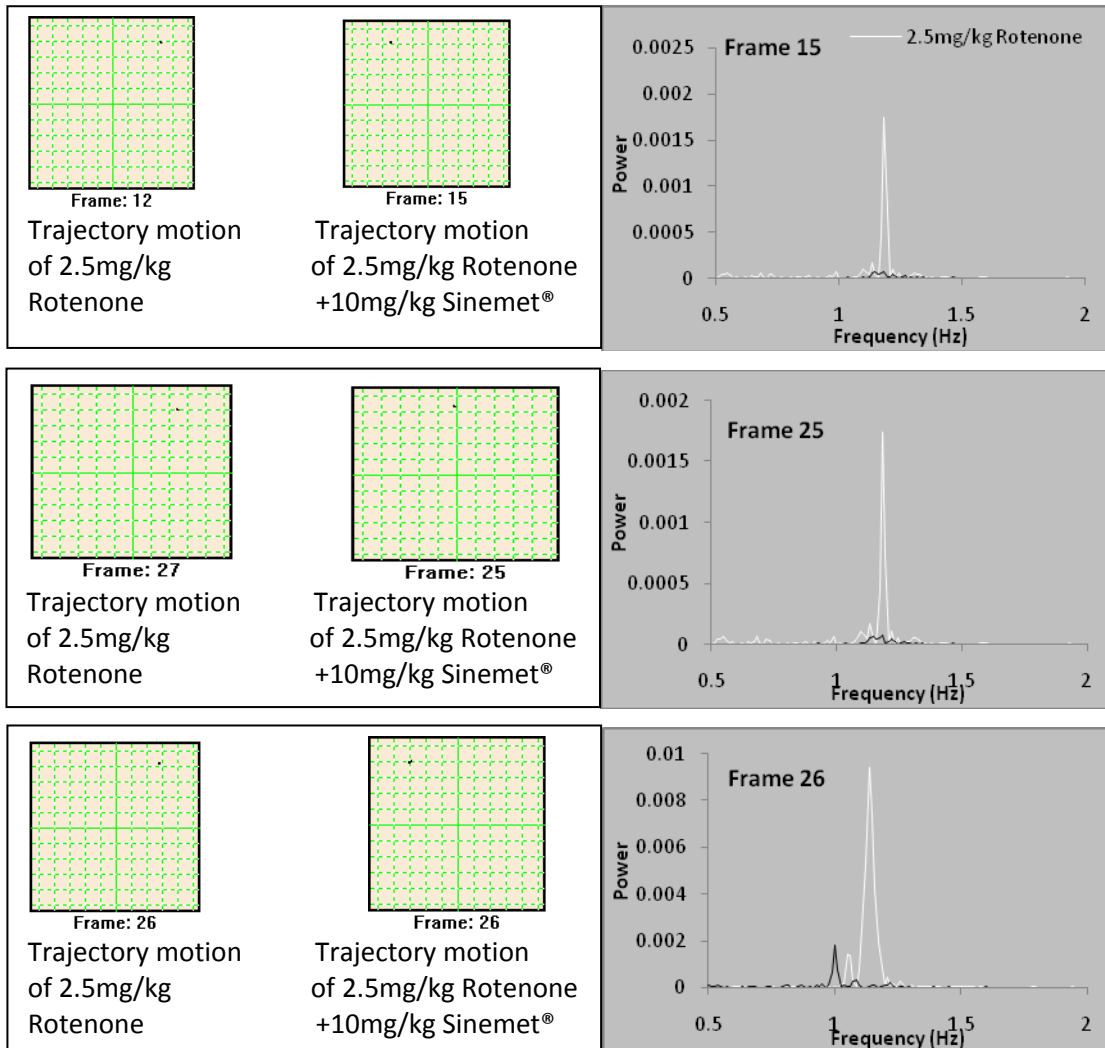 Frame: 12
Trajectory motion
of 2.5mg/kg
Rotenone
Frame: 15
Trajectory motion
of 2.5mg/kg Rotenone
+10mg/kg Sinemet®
Frame 15
2.5mg/kg Rotenone
Power
0.0025
0.002
0.0015
0.001
0.0005
0
0.5
1
1.5
2
Frequency (Hz)
Frame: 27
Trajectory motion
of 2.5mg/kg
Rotenone
Frame: 25
Trajectory motion
of 2.5mg/kg Rotenone
+10mg/kg Sinemet®
Frame 25
Power
0.002
0.0015
0.001
0.0005
0
0.5
1
1.5
2
Frequency (Hz)
Frame: 26
Trajectory motion
of 2.5mg/kg
Rotenone
Frame: 26
Trajectory motion
of 2.5mg/kg Rotenone
+10mg/kg Sinemet®
Frame 26
Power
0.01
0.008
0.006
0.004
0.002
0
0.5
1
1.5
2
Frequency (Hz)